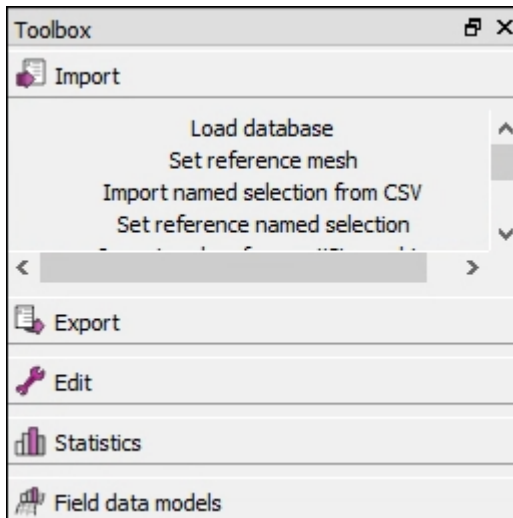 Toolbox
Import
Load database
Set reference mesh
Import named selection from CSV
Set reference named selection
Export
Edit
Statistics
Field data models